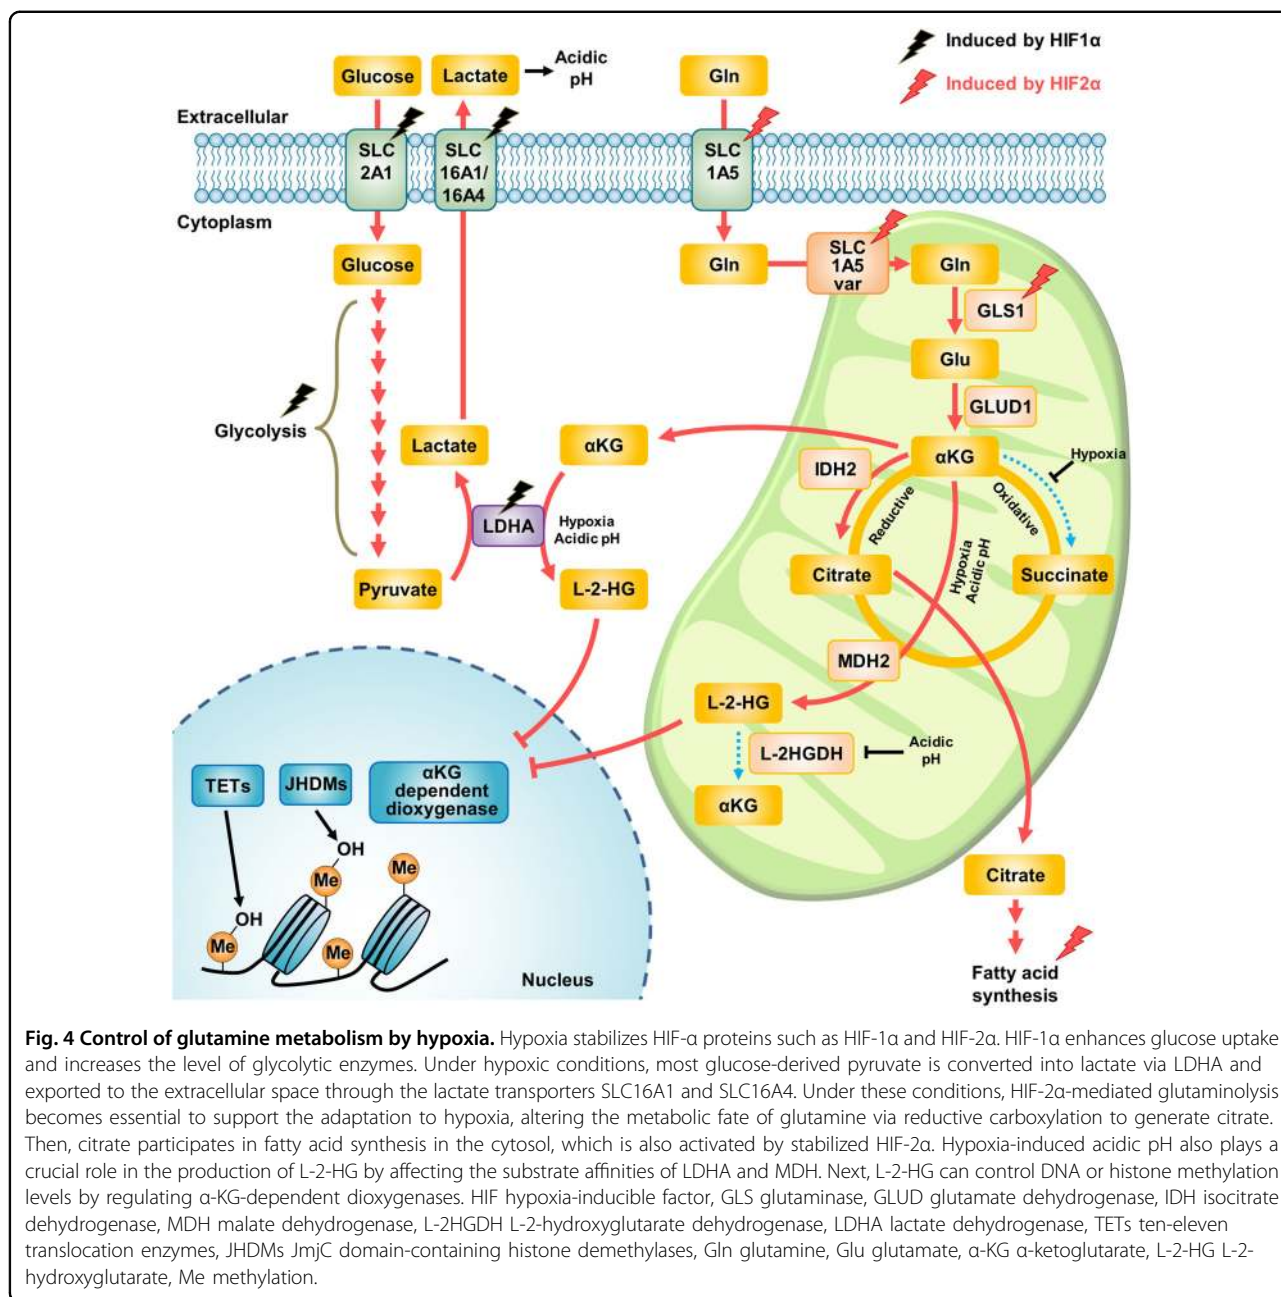 Induced by HIF1α
Induced by HIF2α
Glucose
Lactate
Acidic
pH
Gln
Extracellular
SLC
2A1
SLC
16A1/
16A4
SLC
1A5
Cytoplasm
Glucose
Gln
SLC
1A5
var
Gln
GLS1
Glu
GLUD1
Glycolysis
Lactate
αKG
IDH2
αKG
Hypoxia
Reductive
Oxidative
LDHA
Hypoxia
Acidic pH
Hypoxia
Acidic pH
Pyruvate
L-2-HG
Citrate
Succinate
MDH2
L-2-HG
L-2HGDH
Acidic
pH
αKG
TETs
JHDMs
αKG
dependent
dioxygenase
OH
Me
Me
OH
Me
Me
Nucleus
Citrate
Fatty acid
synthesis
Fig. 4 Control of glutamine metabolism by hypoxia. Hypoxia stabilizes HIF-α proteins such as HIF-1α and HIF-2α. HIF-1α enhances glucose uptake
and increases the level of glycolytic enzymes. Under hypoxic conditions, most glucose-derived pyruvate is converted into lactate via LDHA and
exported to the extracellular space through the lactate transporters SLC16A1 and SLC16A4. Under these conditions, HIF-2α-mediated glutaminolysis
becomes essential to support the adaptation to hypoxia, altering the metabolic fate of glutamine via reductive carboxylation to generate citrate.
Then, citrate participates in fatty acid synthesis in the cytosol, which is also activated by stabilized HIF-2α. Hypoxia-induced acidic pH also plays a
crucial role in the production of L-2-HG by affecting the substrate affinities of LDHA and MDH. Next, L-2-HG can control DNA or histone methylation
levels by regulating α-KG-dependent dioxygenases. HIF hypoxia-inducible factor, GLS glutaminase, GLUD glutamate dehydrogenase, IDH isocitrate
dehydrogenase, MDH malate dehydrogenase, L-2HGDH L-2-hydroxyglutarate dehydrogenase, LDHA lactate dehydrogenase, TETs ten-eleven
translocation enzymes, JHDMs JmjC domain-containing histone demethylases, Gln glutamine, Glu glutamate, α-KG α-ketoglutarate, L-2-HG L-2-
hydroxyglutarate, Me methylation.